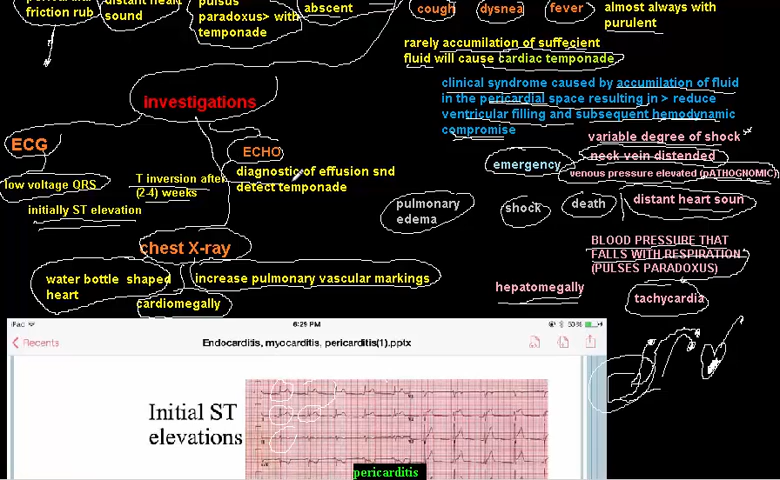 friction rub
distant heart
sound
pulsus
paradoxus> with
temponade
abscent
cough
dysnea
fever
almost always with
purulent
rarely accumilation of suffecient
fluid will cause cardiac temponade
clinical syndrome caused by accumilation of fluid
in the pericardial space resulting in > reduce
ventricular filling and subsequent hemodynamic
compromise
investigations
ECG
low voltage QRS
T inversion after
(2-4) weeks
initially ST elevation
ECHO
diagnostic of effusion snd
detect temponade
variable degree of shock
neck vein distended
venous pressure elevated (pATHOGNOMIC)
emergency
pulmonary
edema
shock
death
distant heart soun
BLOOD PRESSURE THAT
FALLS WITH RESPIRATION
(PULSES PARADOXUS)
hepatomegally
tachycardia
chest X-ray
water bottle shaped
heart
increase pulmonary vascular markings
cardiomegally
iPad
6:29 PM
50%
Recents
Endocarditis, myocarditis, pericarditis(1).pptx
Initial ST
elevations
pericarditis